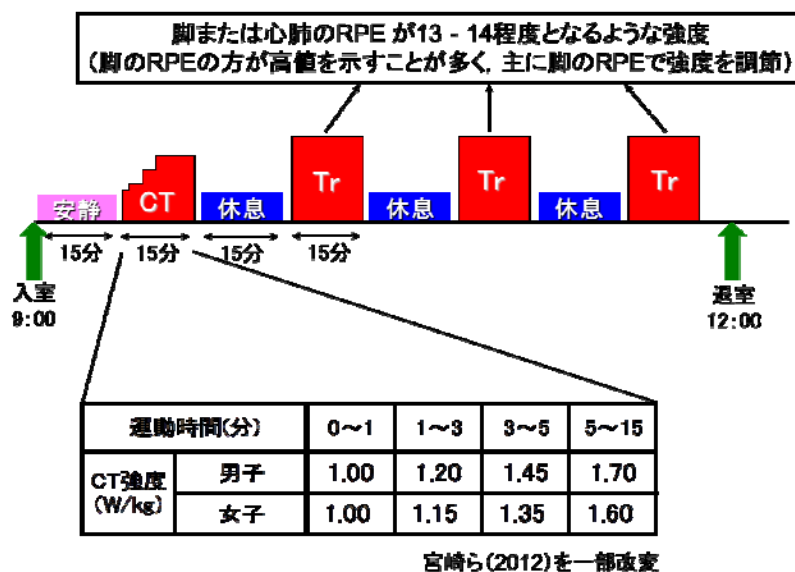 脚または心肺のRPE が13 - 14程度となるような強度
(脚のRPEの方が高値を示すことが多く, 主に脚のRPEで強度を調節)
安静 CT 休息 Tr 休息 Tr 休息 Tr
15分 15分 15分 15分
入室 退室
9:00 12:00
運動時間(分) 0～1 1～3 3～5 5～15
CT強度 男子 1.00 1.20 1.45 1.70
(W/kg) 女子 1.00 1.15 1.35 1.60
宮崎ら(2012)を一部改変